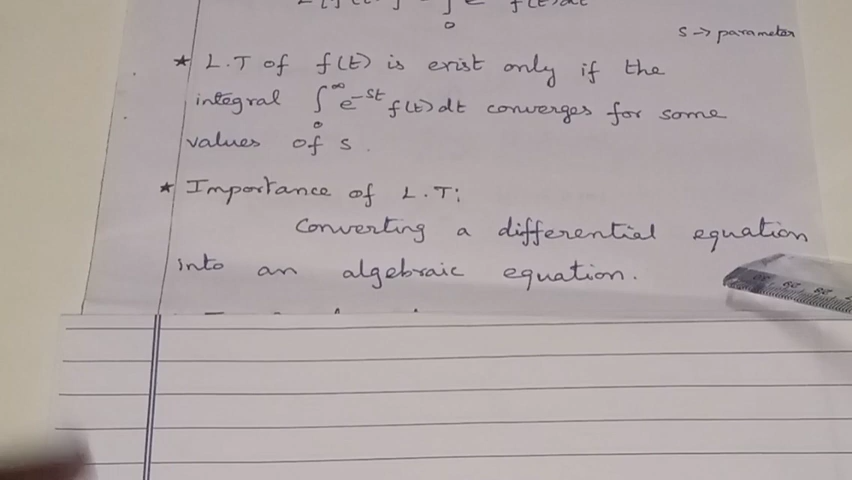 s → parameter
* L.T of f(t) is exist only if the
integral ∫₀^∞ e^{-st} f(t)dt converges for some
values of s.
* Importance of L.T:
Converting a differential equation
into an algebraic equation.